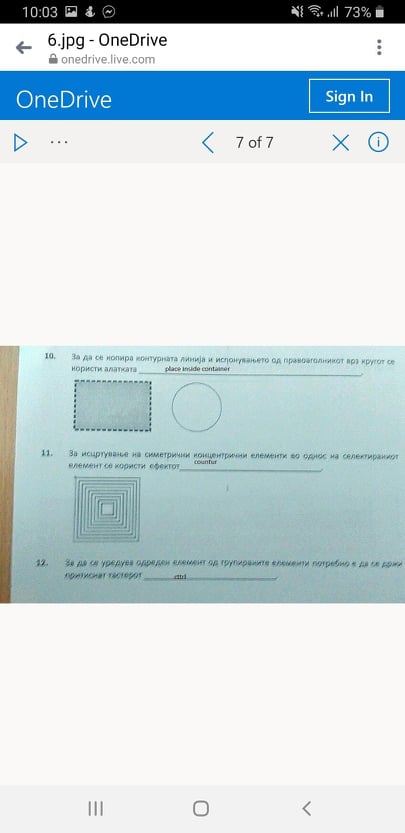 10:03 73%
6.jpg - OneDrive
onedrive.live.com
OneDrive Sign In
7 of 7
10. За да се копира контурната линија и исполнувањето од правоаголникот врз кругот се
користи алатката place inside container.
11. За исцртување на симетрични концентрични елементи во однос на селектираниот
елемент се користи ефектот countur.
12. За да се уредува одреден елемент од групираните елементи потребно е да се држи
притиснат тастерот cttrl.